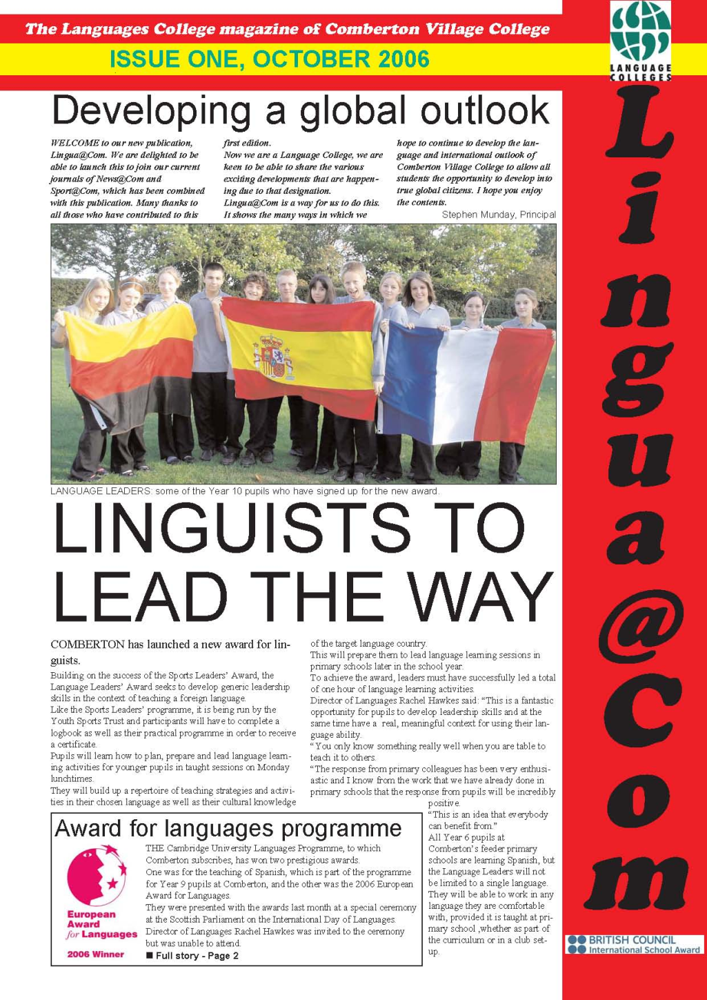 The Languages College magazine of Comberton Village College
ISSUE ONE, OCTOBER 2006
LANGUAGE
COLLEGES
Lingua@Com
Developing a global outlook
WELCOME to our new publication,
Lingua@Com. We are delighted to be
able to launch this to join our current
journals of News@Com and
Sport@Com, which has been combined
with this publication. Many thanks to
all those who have contributed to this
first edition.
Now we are a Language College, we are
keen to be able to share the various
exciting developments that are happen-
ing due to that designation.
Lingua@Com is a way for us to do this.
It shows the many ways in which we
hope to continue to develop the lan-
guage and international outlook of
Comberton Village College to allow all
students the opportunity to develop into
true global citizens. I hope you enjoy
the contents.
Stephen Munday, Principal
LANGUAGE LEADERS: some of the Year 10 pupils who have signed up for the new award.
LINGUISTS TO
LEAD THE WAY
COMBERTON has launched a new award for lin-
guists.
Building on the success of the Sports Leaders' Award, the
Language Leaders' Award seeks to develop generic leadership
skills in the context of teaching a foreign language.
Like the Sports Leaders' programme, it is being run by the
Youth Sports Trust and participants will have to complete a
logbook as well as their practical programme in order to receive
a certificate.
Pupils will learn how to plan, prepare and lead language learn-
ing activities for younger pupils in taught sessions on Monday
lunchtimes.
They will build up a repertoire of teaching strategies and activi-
ties in their chosen language as well as their cultural knowledge
of the target language country.
This will prepare them to lead language learning sessions in
primary schools later in the school year.
To achieve the award, leaders must have successfully led a total
of one hour of language learning activities.
Director of Languages Rachel Hawkes said: "This is a fantastic
opportunity for pupils to develop leadership skills and at the
same time have a real, meaningful context for using their lan-
guage ability.
"You only know something really well when you are table to
teach it to others.
"The response from primary colleagues has been very enthusi-
astic and I know from the work that we have already done in
primary schools that the response from pupils will be incredibly
positive.
"This is an idea that everybody
can benefit from."
All Year 6 pupils at
Comberton's feeder primary
schools are learning Spanish, but
the Language Leaders will not
be limited to a single language.
They will be able to work in any
language they are comfortable
with, provided it is taught at pri-
mary school ,whether as part of
the curriculum or in a club set-
up.
Award for languages programme
European
Award
for Languages
2006 Winner
THE Cambridge University Languages Programme, to which
Comberton subscribes, has won two prestigious awards.
One was for the teaching of Spanish, which is part of the programme
for Year 9 pupils at Comberton, and the other was the 2006 European
Award for Languages.
They were presented with the awards last month at a special ceremony
at the Scottish Parliament on the International Day of Languages.
Director of Languages Rachel Hawkes was invited to the ceremony
but was unable to attend.
■ Full story - Page 2
BRITISH COUNCIL
International School Award